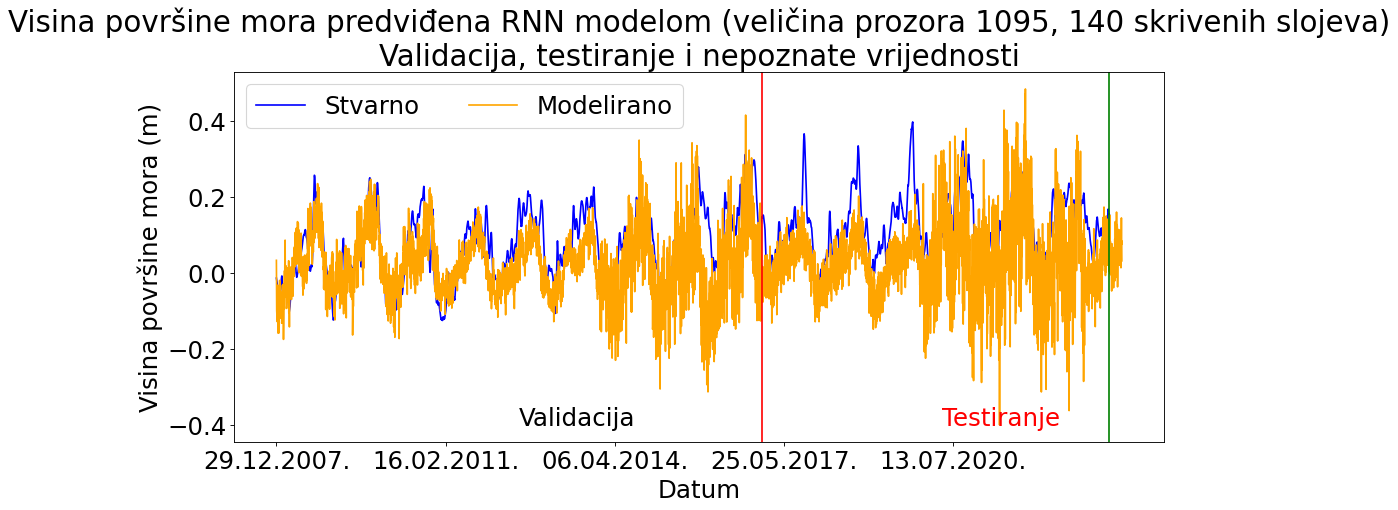 Visina površine mora predviđena RNN modelom (veličina prozora 1095, 140 skrivenih slojeva)
Validacija, testiranje i nepoznate vrijednosti
Stvarno
Modelirano
Visina površine mora (m)
0.4
0.2
0.0
−0.2
−0.4
Validacija
Testiranje
29.12.2007.
16.02.2011.
06.04.2014.
25.05.2017.
13.07.2020.
Datum